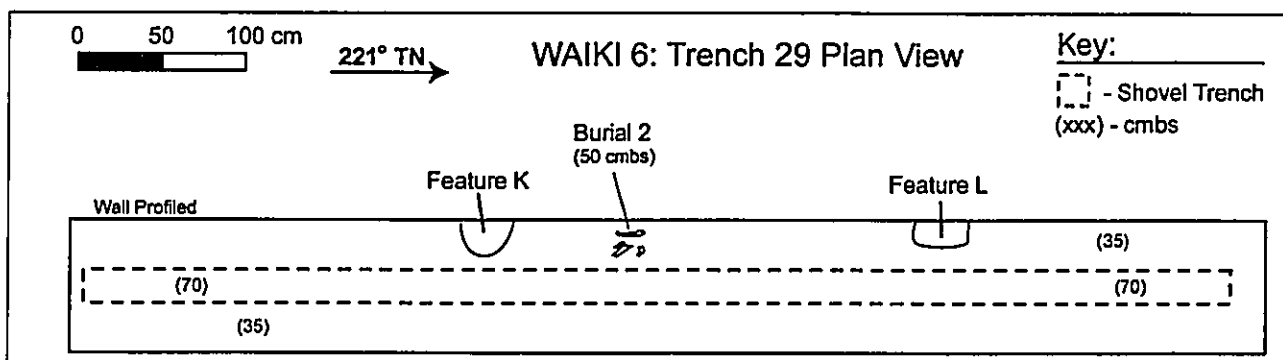 0 50 100 cm
221° TN
WAIKI 6: Trench 29 Plan View
Key:
- Shovel Trench
(xxx) - cmbs
Burial 2
(50 cmbs)
Feature K
Feature L
Wall Profiled
(35)
(70)
(70)
(35)